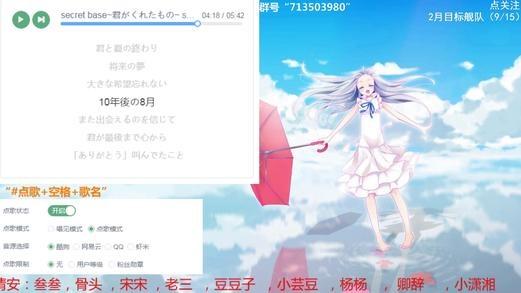 secret base~君がくれたもの~ s...
04:18 / 05:42
群号“713503980”
点关注
2月目标舰队（9/15）
君と夏の終わり
将来の夢
大きな希望忘れない
10年後の8月
また出会えるのを信じて
君が最後まで心から
「ありがとう」叫んでたこと
“#点歌+空格+歌名”
点歌状态 开启
点歌模式 唱见模式 点歌模式
音源选择 酷狗 网易云 QQ 虾米
点歌限制 无 用户等级 粉丝勋章
安：叁叁，骨头 ，宋宋 ，老三 ，豆豆子 ，小芸豆 ，杨杨 ， 卿辞 ，小潇湘